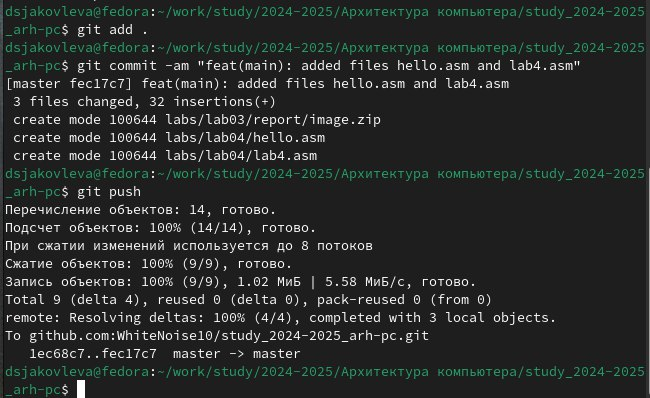 dsjakovleva@fedora:~/work/study/2024-2025/Архитектура компьютера/study_2024-2025
_arh-pc$ git add .
dsjakovleva@fedora:~/work/study/2024-2025/Архитектура компьютера/study_2024-2025
_arh-pc$ git commit -am "feat(main): added files hello.asm and lab4.asm"
[master fec17c7] feat(main): added files hello.asm and lab4.asm
 3 files changed, 32 insertions(+)
 create mode 100644 labs/lab03/report/image.zip
 create mode 100644 labs/lab04/hello.asm
 create mode 100644 labs/lab04/lab4.asm
dsjakovleva@fedora:~/work/study/2024-2025/Архитектура компьютера/study_2024-2025
_arh-pc$ git push
Перечисление объектов: 14, готово.
Подсчет объектов: 100% (14/14), готово.
При сжатии изменений используется до 8 потоков
Сжатие объектов: 100% (9/9), готово.
Запись объектов: 100% (9/9), 1.02 МиБ | 5.58 МиБ/с, готово.
Total 9 (delta 4), reused 0 (delta 0), pack-reused 0 (from 0)
remote: Resolving deltas: 100% (4/4), completed with 3 local objects.
To github.com:WhiteNoise10/study_2024-2025_arh-pc.git
   1ec68c7..fec17c7  master -> master
dsjakovleva@fedora:~/work/study/2024-2025/Архитектура компьютера/study_2024-2025
_arh-pc$